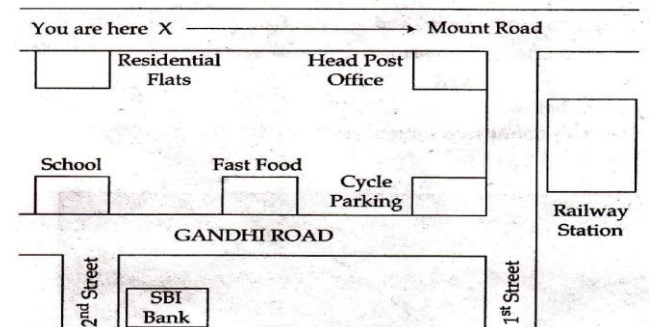 You are here X Mount Road
Residential
Flats
Head Post
Office
School
Fast Food
Cycle
Parking
Railway
Station
GANDHI ROAD
2nd Street
SBI
Bank
1st Street